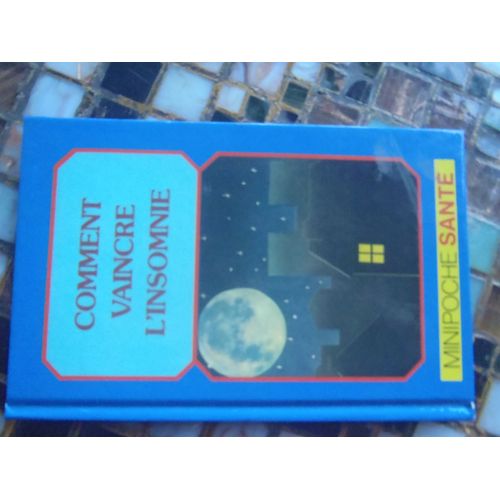 COMMENT
VAINCRE
L'INSOMNIE
MINIPOCHE SANTÉ